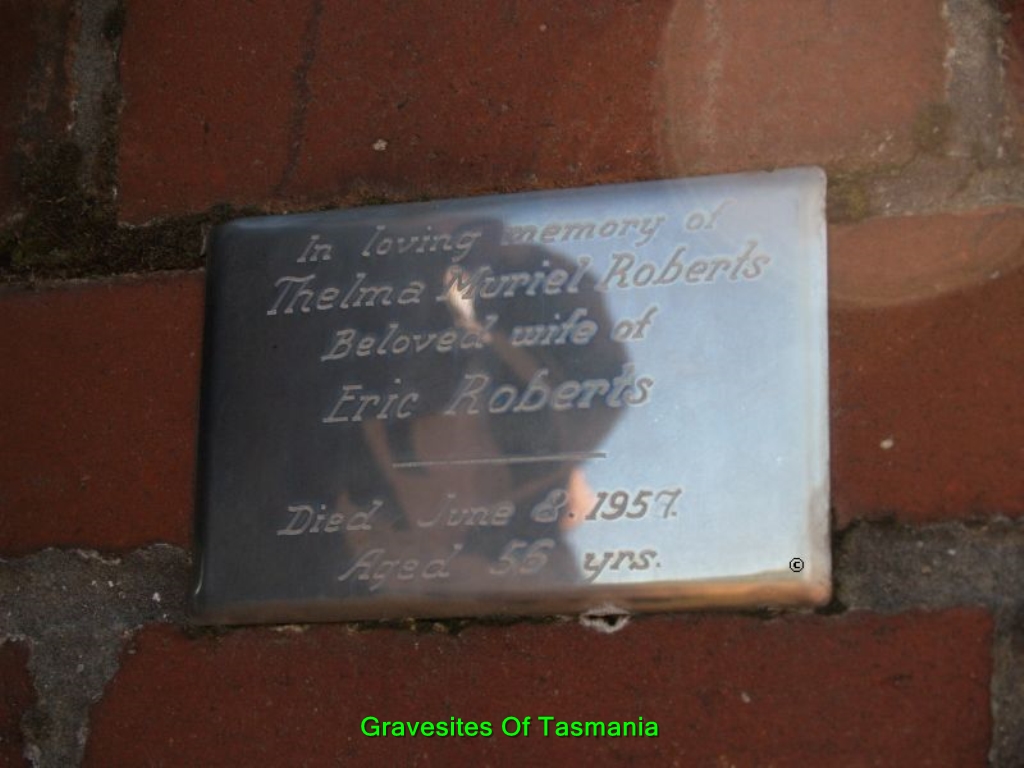 In loving memory of
Thelma Muriel Roberts
Beloved wife of
Eric Roberts
Died June 8. 1957.
Aged 56 yrs.
©
Gravesites Of Tasmania